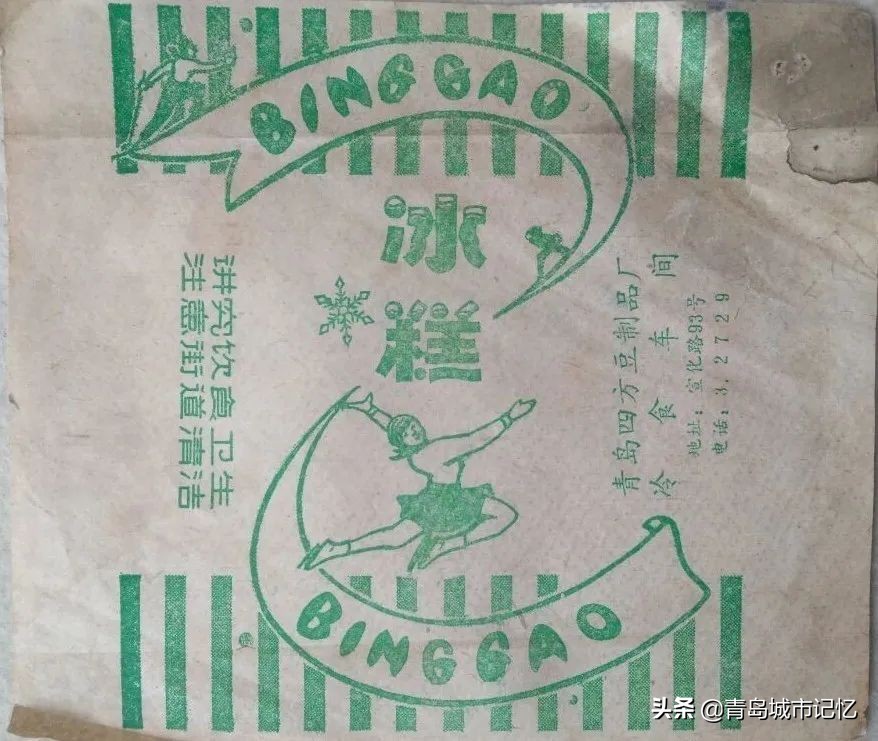 BINGGAO
冰糕
讲究饮食卫生
注意街道清洁
青岛四方豆制品厂
冷食车间
地址：宣化路93号
电话：3.2729
BINGGAO
头条 @青岛城市记忆